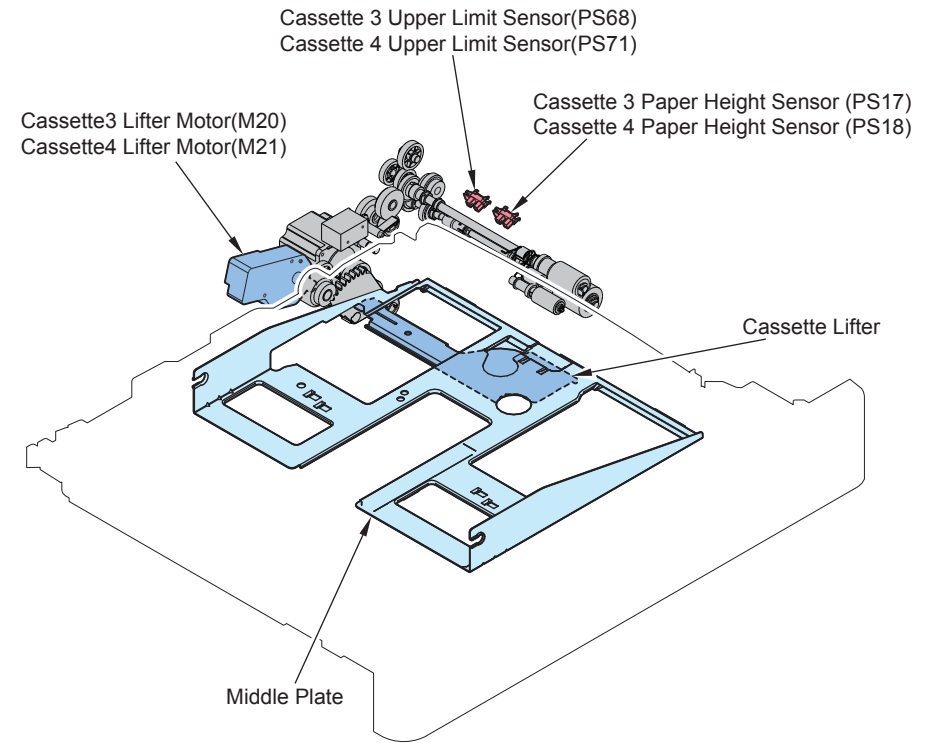 Cassette 3 Upper Limit Sensor(PS68)
Cassette 4 Upper Limit Sensor(PS71)
Cassette 3 Paper Height Sensor (PS17)
Cassette 4 Paper Height Sensor (PS18)
Cassette3 Lifter Motor(M20)
Cassette4 Lifter Motor(M21)
Cassette Lifter
Middle Plate